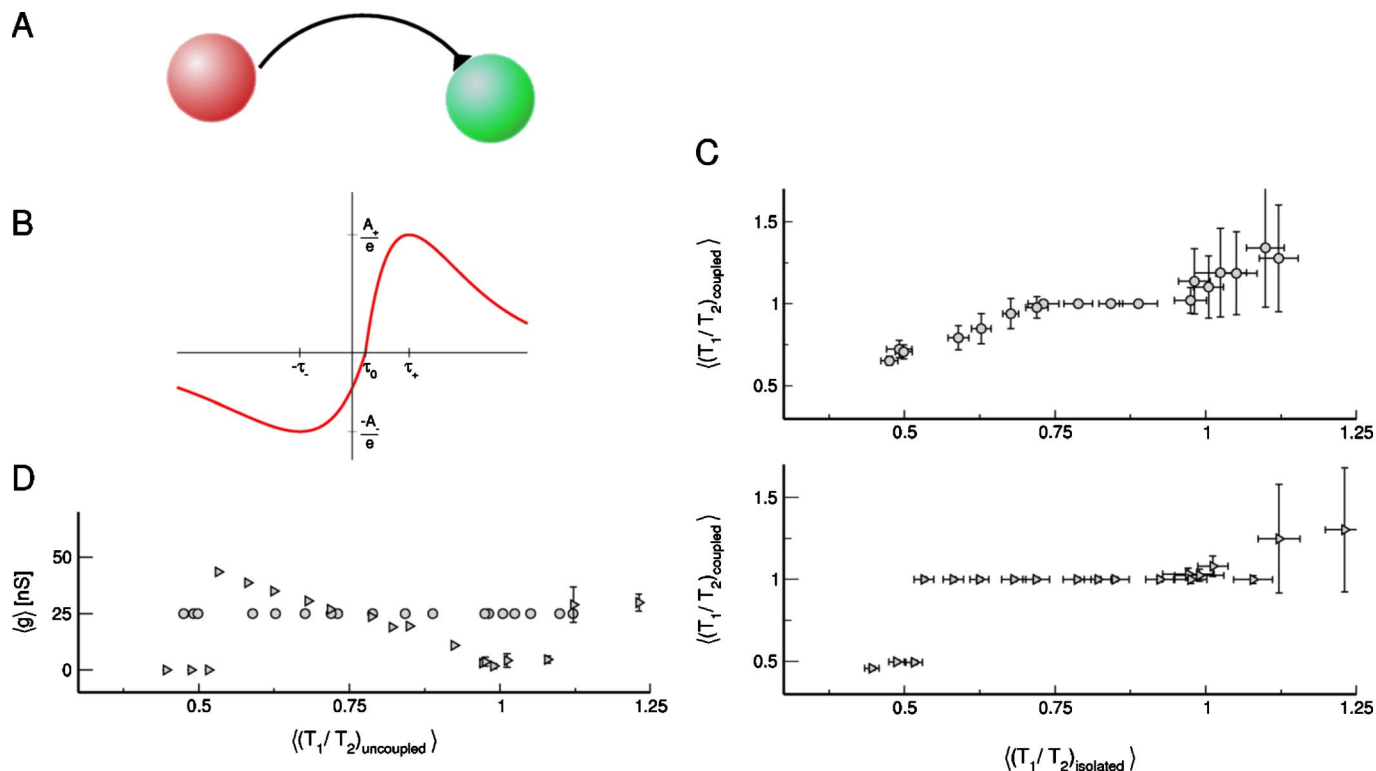 A
B
A₊
e
-τ₋
τ₀
τ₊
-A₋
e
C
⟨(T₁/ T₂)coupled⟩
1.5
1
0.5
0.5
0.75
1
1.25
⟨(T₁/ T₂)coupled⟩
1.5
1
0.5
0.5
0.75
1
1.25
⟨(T₁/ T₂)isolated⟩
D
⟨g⟩ [nS]
50
25
0
0.5
0.75
1
1.25
⟨(T₁/ T₂)uncoupled⟩